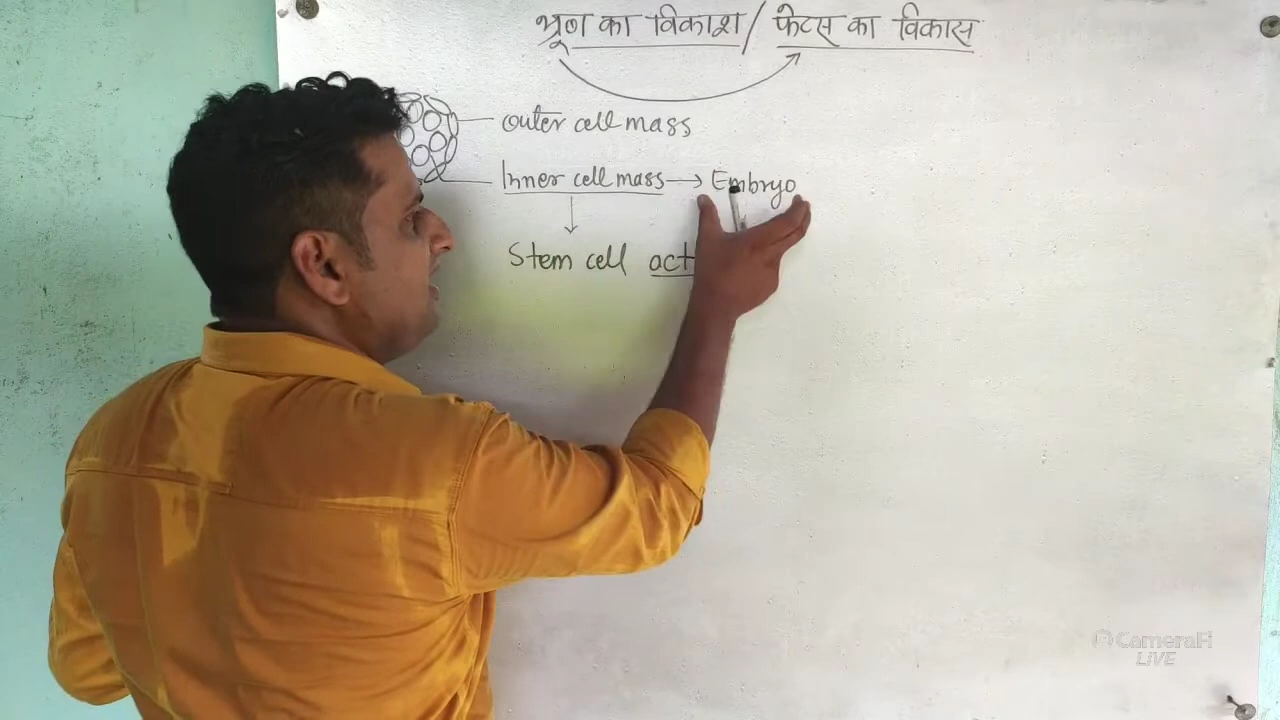 भ्रूण का विकाश / फेटस का विकास
outer cell mass
Inner cell mass → Embryo
Stem cell act
CameraFi
LiVE